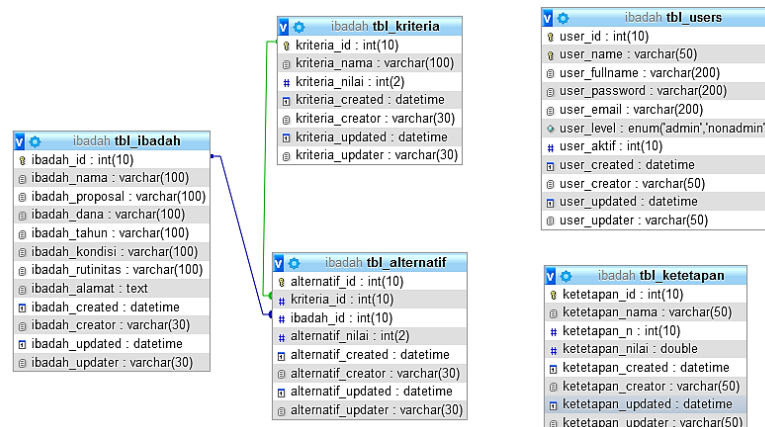 ibadah tbl_kriteria
kriteria_id : int(10)
kriteria_nama : varchar(100)
kriteria_nilai : int(2)
kriteria_created : datetime
kriteria_creator : varchar(30)
kriteria_updated : datetime
kriteria_updater : varchar(30)
ibadah tbl_users
user_id : int(10)
user_name : varchar(50)
user_fullname : varchar(200)
user_password : varchar(200)
user_email : varchar(200)
user_level : enum('admin','nonadmin'
user_aktif : int(10)
user_created : datetime
user_creator : varchar(50)
user_updated : datetime
user_updater : varchar(50)
ibadah tbl_ibadah
ibadah_id : int(10)
ibadah_nama : varchar(100)
ibadah_proposal : varchar(100)
ibadah_dana : varchar(100)
ibadah_tahun : varchar(100)
ibadah_kondisi : varchar(100)
ibadah_rutinitas : varchar(100)
ibadah_alamat : text
ibadah_created : datetime
ibadah_creator : varchar(30)
ibadah_updated : datetime
ibadah_updater : varchar(30)
ibadah tbl_alternatif
alternatif_id : int(10)
kriteria_id : int(10)
ibadah_id : int(10)
alternatif_nilai : int(2)
alternatif_created : datetime
alternatif_creator : varchar(30)
alternatif_updated : datetime
alternatif_updater : varchar(30)
ibadah tbl_ketetapan
ketetapan_id : int(10)
ketetapan_nama : varchar(50)
ketetapan_n : int(10)
ketetapan_nilai : double
ketetapan_created : datetime
ketetapan_creator : varchar(50)
ketetapan_updated : datetime
ketetapan_updater : varchar(50)